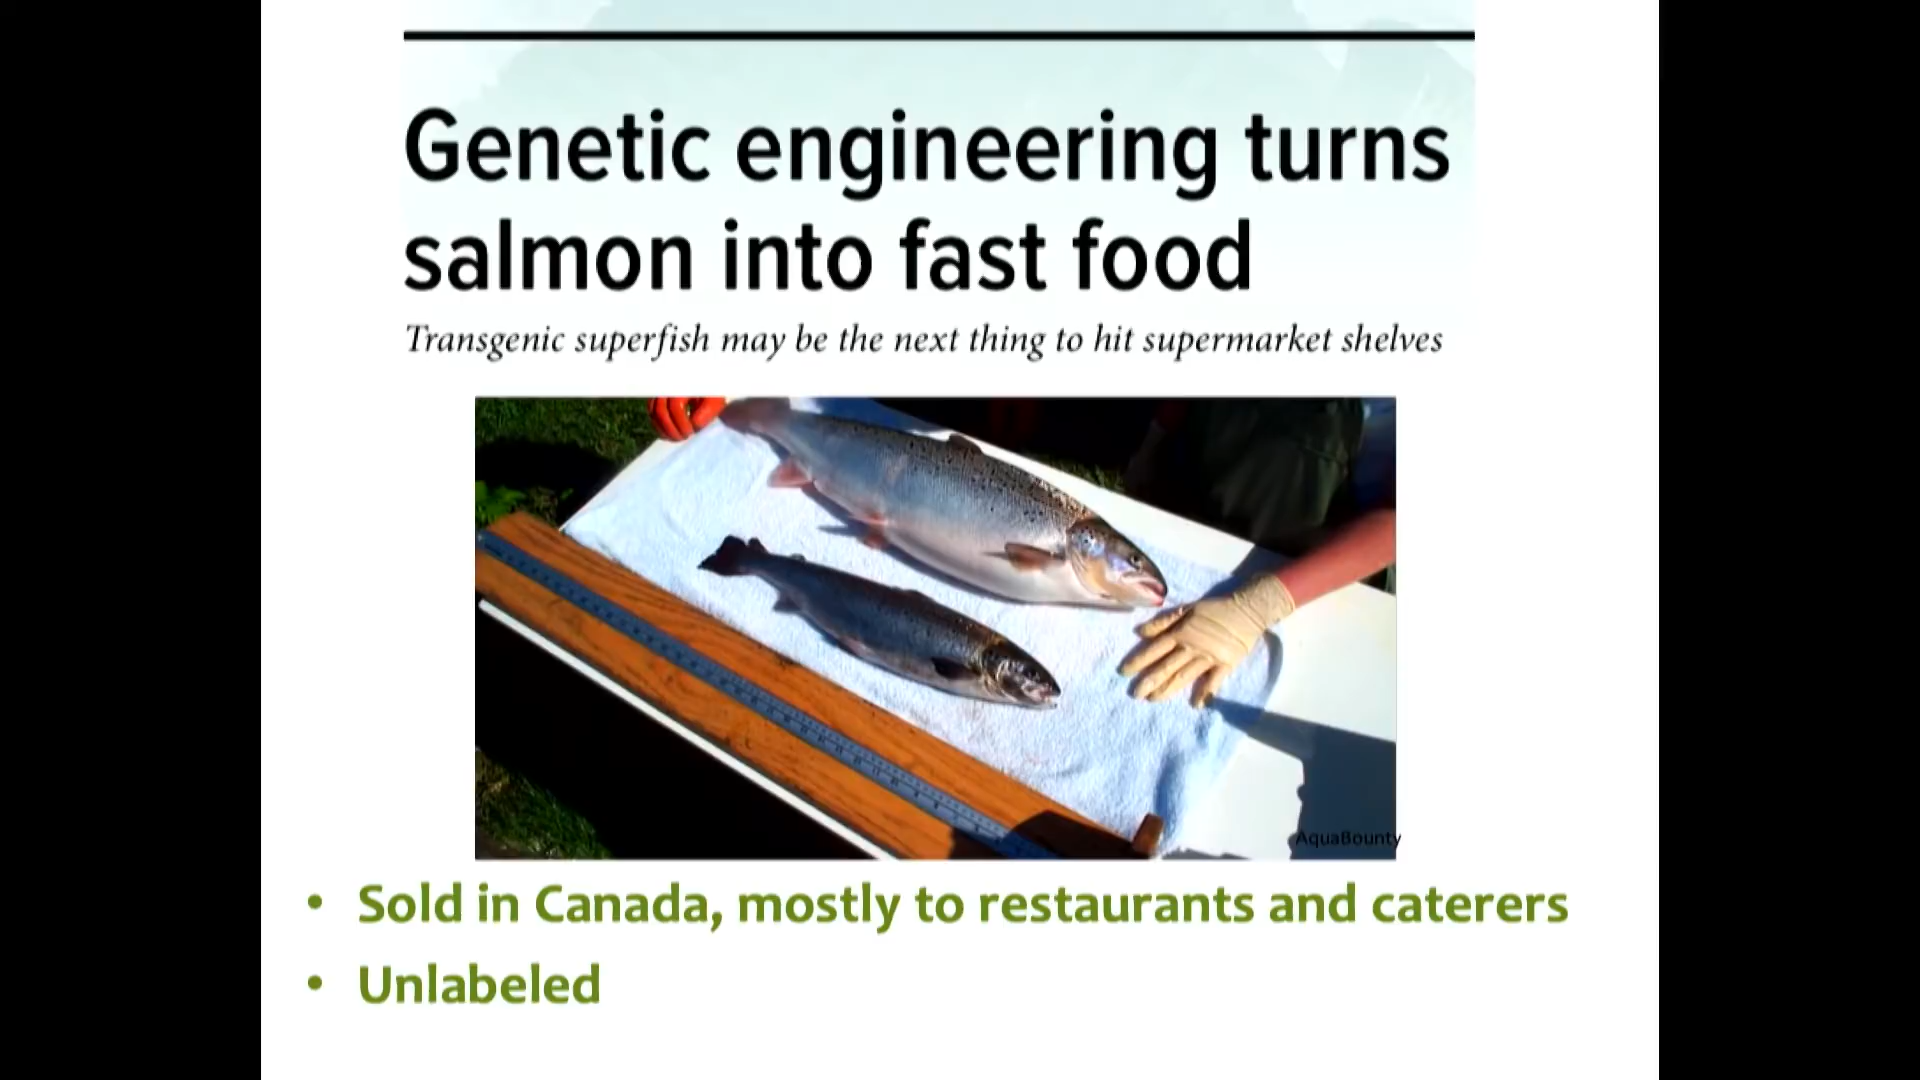 Genetic engineering turns
salmon into fast food
Transgenic superfish may be the next thing to hit supermarket shelves
AquaBounty
• Sold in Canada, mostly to restaurants and caterers
• Unlabeled